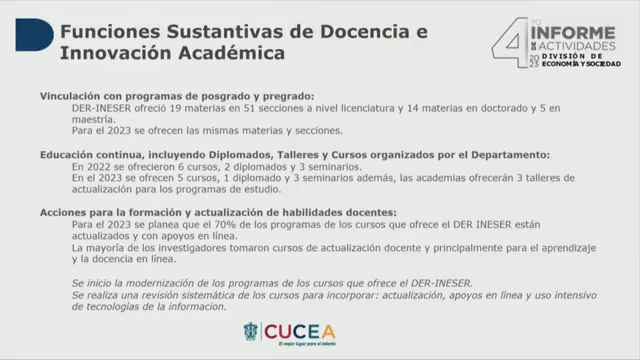 Funciones Sustantivas de Docencia e
Innovación Académica
4TO INFORME
DE ACTIVIDADES
2023 DIVISIÓN DE
ECONOMÍA Y SOCIEDAD
Vinculación con programas de posgrado y pregrado:
DER-INESER ofreció 19 materias en 51 secciones a nivel licenciatura y 14 materias en doctorado y 5 en
maestría.
Para el 2023 se ofrecen las mismas materias y secciones.
Educación continua, incluyendo Diplomados, Talleres y Cursos organizados por el Departamento:
En 2022 se ofrecieron 6 cursos, 2 diplomados y 3 seminarios.
En el 2023 se ofrecen 5 cursos, 1 diplomado y 3 seminarios además, las academias ofrecerán 3 talleres de
actualización para los programas de estudio.
Acciones para la formación y actualización de habilidades docentes:
Para el 2023 se planea que el 70% de los programas de los cursos que ofrece el DER INESER están
actualizados y con apoyos en línea.
La mayoría de los investigadores tomaron cursos de actualización docente y principalmente para el aprendizaje
y la docencia en línea.
Se inicio la modernización de los programas de los cursos que ofrece el DER-INESER.
Se realiza una revisión sistemática de los cursos para incorporar: actualización, apoyos en línea y uso intensivo
de tecnologías de la informacion.
CUCEA
El mejor lugar para el talento